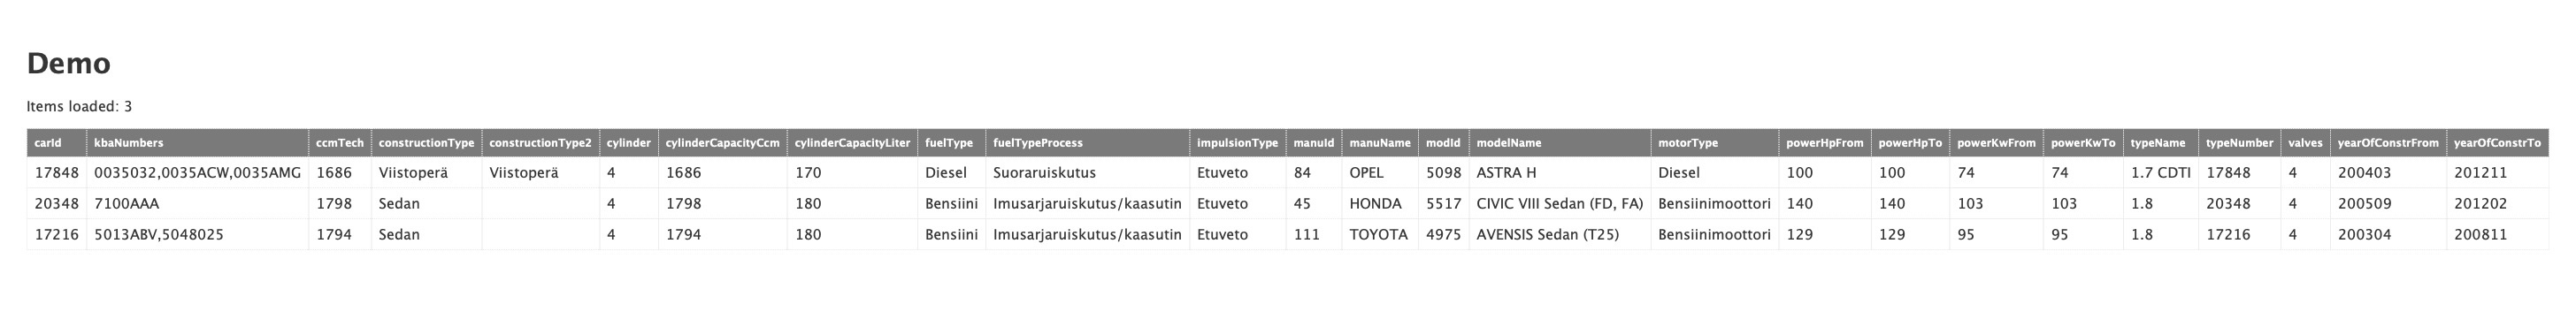 Demo
Items loaded: 3
carId kbaNumbers ccmTech constructionType constructionType2 cylinder cylinderCapacityCcm cylinderCapacityLiter fuelType fuelTypeProcess impulsionType manuId manuName modId modelName motorType powerHpFrom powerHpTo powerKwFrom powerKwTo typeName typeNumber valves yearOfConstrFrom yearOfConstrTo
17848 0035032,0035ACW,0035AMG 1686 Viistoperä Viistoperä 4 1686 170 Diesel Suoraruiskutus Etuveto 84 OPEL 5098 ASTRA H Diesel 100 100 74 74 1.7 CDTI 17848 4 200403 201211
20348 7100AAA 1798 Sedan 4 1798 180 Bensiini Imusarjaruiskutus/kaasutin Etuveto 45 HONDA 5517 CIVIC VIII Sedan (FD, FA) Bensiinimoottori 140 140 103 103 1.8 20348 4 200509 201202
17216 5013ABV,5048025 1794 Sedan 4 1794 180 Bensiini Imusarjaruiskutus/kaasutin Etuveto 111 TOYOTA 4975 AVENSIS Sedan (T25) Bensiinimoottori 129 129 95 95 1.8 17216 4 200304 200811